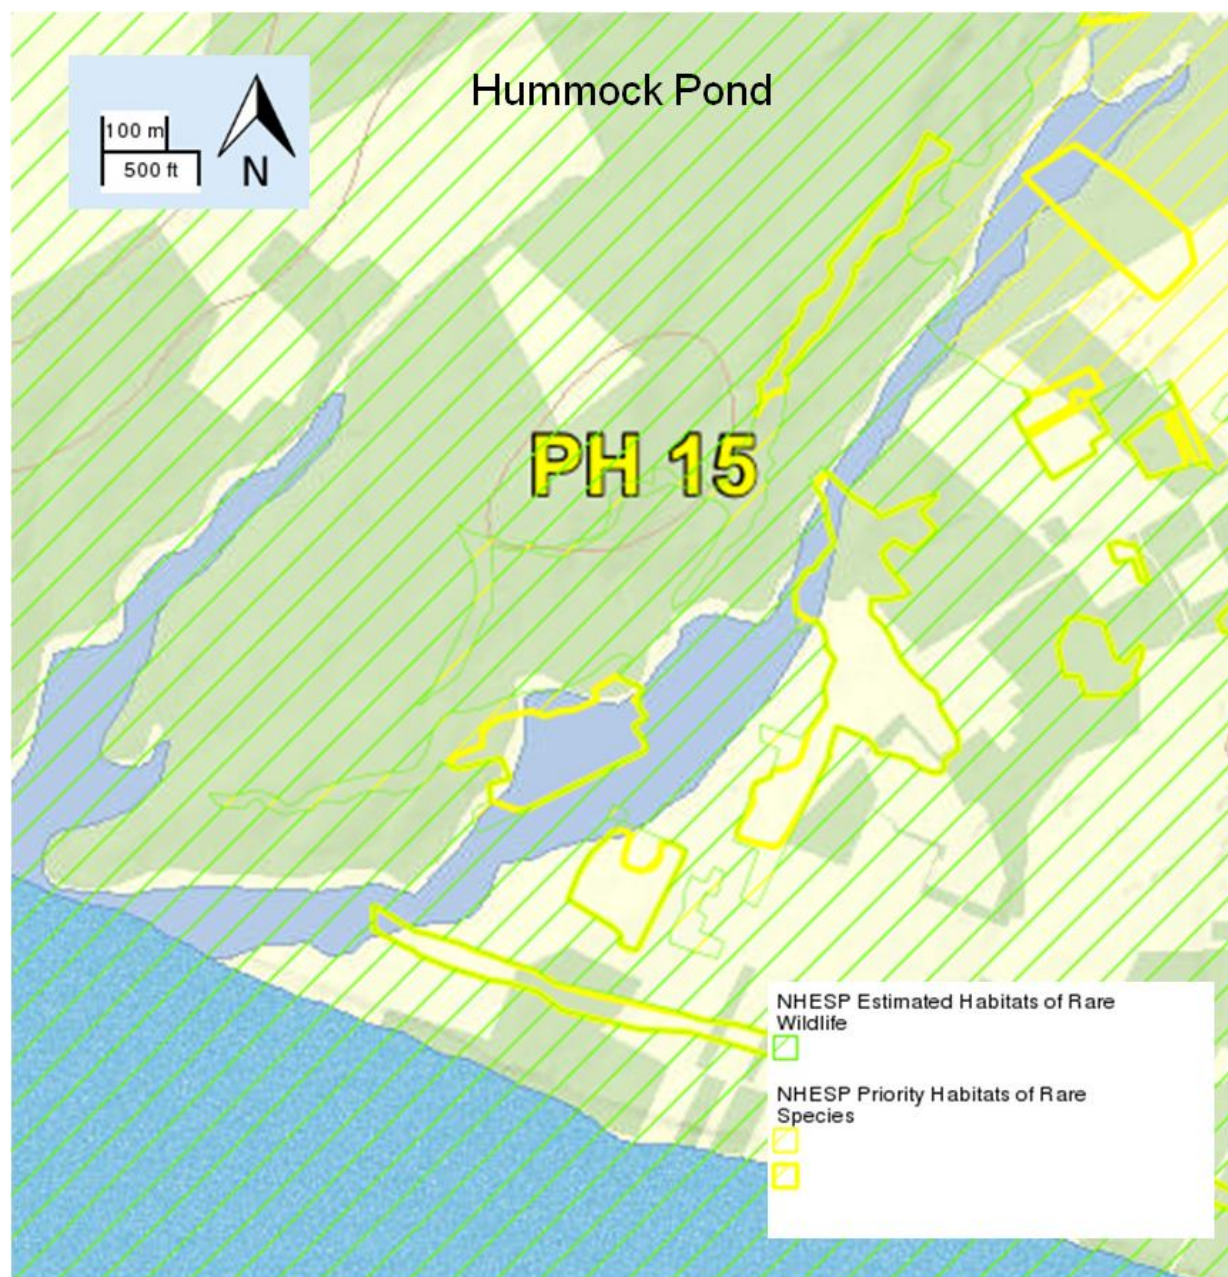 Hummock Pond
100 m
500 ft
N
PH 15
NHESP Estimated Habitats of Rare
Wildlife
NHESP Priority Habitats of Rare
Species